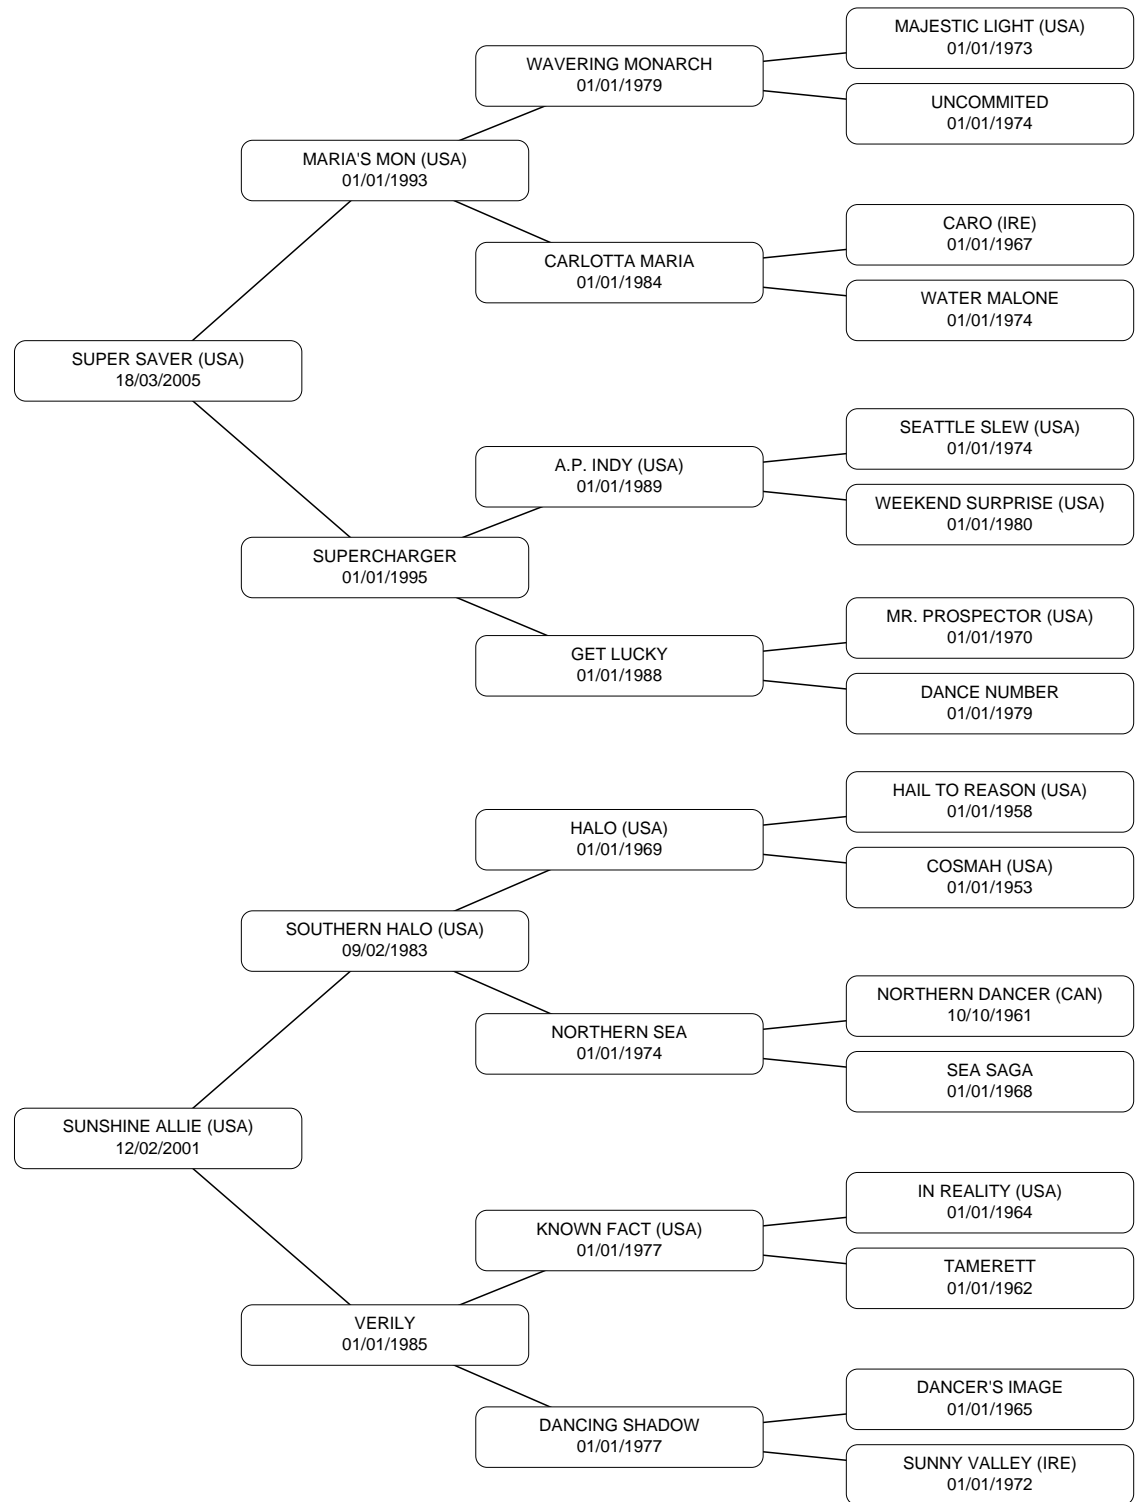 MAJESTIC LIGHT (USA)
01/01/1973
WAVERING MONARCH
01/01/1979
UNCOMMITED
01/01/1974
MARIA'S MON (USA)
01/01/1993
CARO (IRE)
01/01/1967
CARLOTTA MARIA
01/01/1984
WATER MALONE
01/01/1974
SUPER SAVER (USA)
18/03/2005
SEATTLE SLEW (USA)
01/01/1974
A.P. INDY (USA)
01/01/1989
WEEKEND SURPRISE (USA)
01/01/1980
SUPERCHARGER
01/01/1995
MR. PROSPECTOR (USA)
01/01/1970
GET LUCKY
01/01/1988
DANCE NUMBER
01/01/1979
HAIL TO REASON (USA)
01/01/1958
HALO (USA)
01/01/1969
COSMAH (USA)
01/01/1953
SOUTHERN HALO (USA)
09/02/1983
NORTHERN DANCER (CAN)
10/10/1961
NORTHERN SEA
01/01/1974
SEA SAGA
01/01/1968
SUNSHINE ALLIE (USA)
12/02/2001
IN REALITY (USA)
01/01/1964
KNOWN FACT (USA)
01/01/1977
TAMERETT
01/01/1962
VERILY
01/01/1985
DANCER'S IMAGE
01/01/1965
DANCING SHADOW
01/01/1977
SUNNY VALLEY (IRE)
01/01/1972